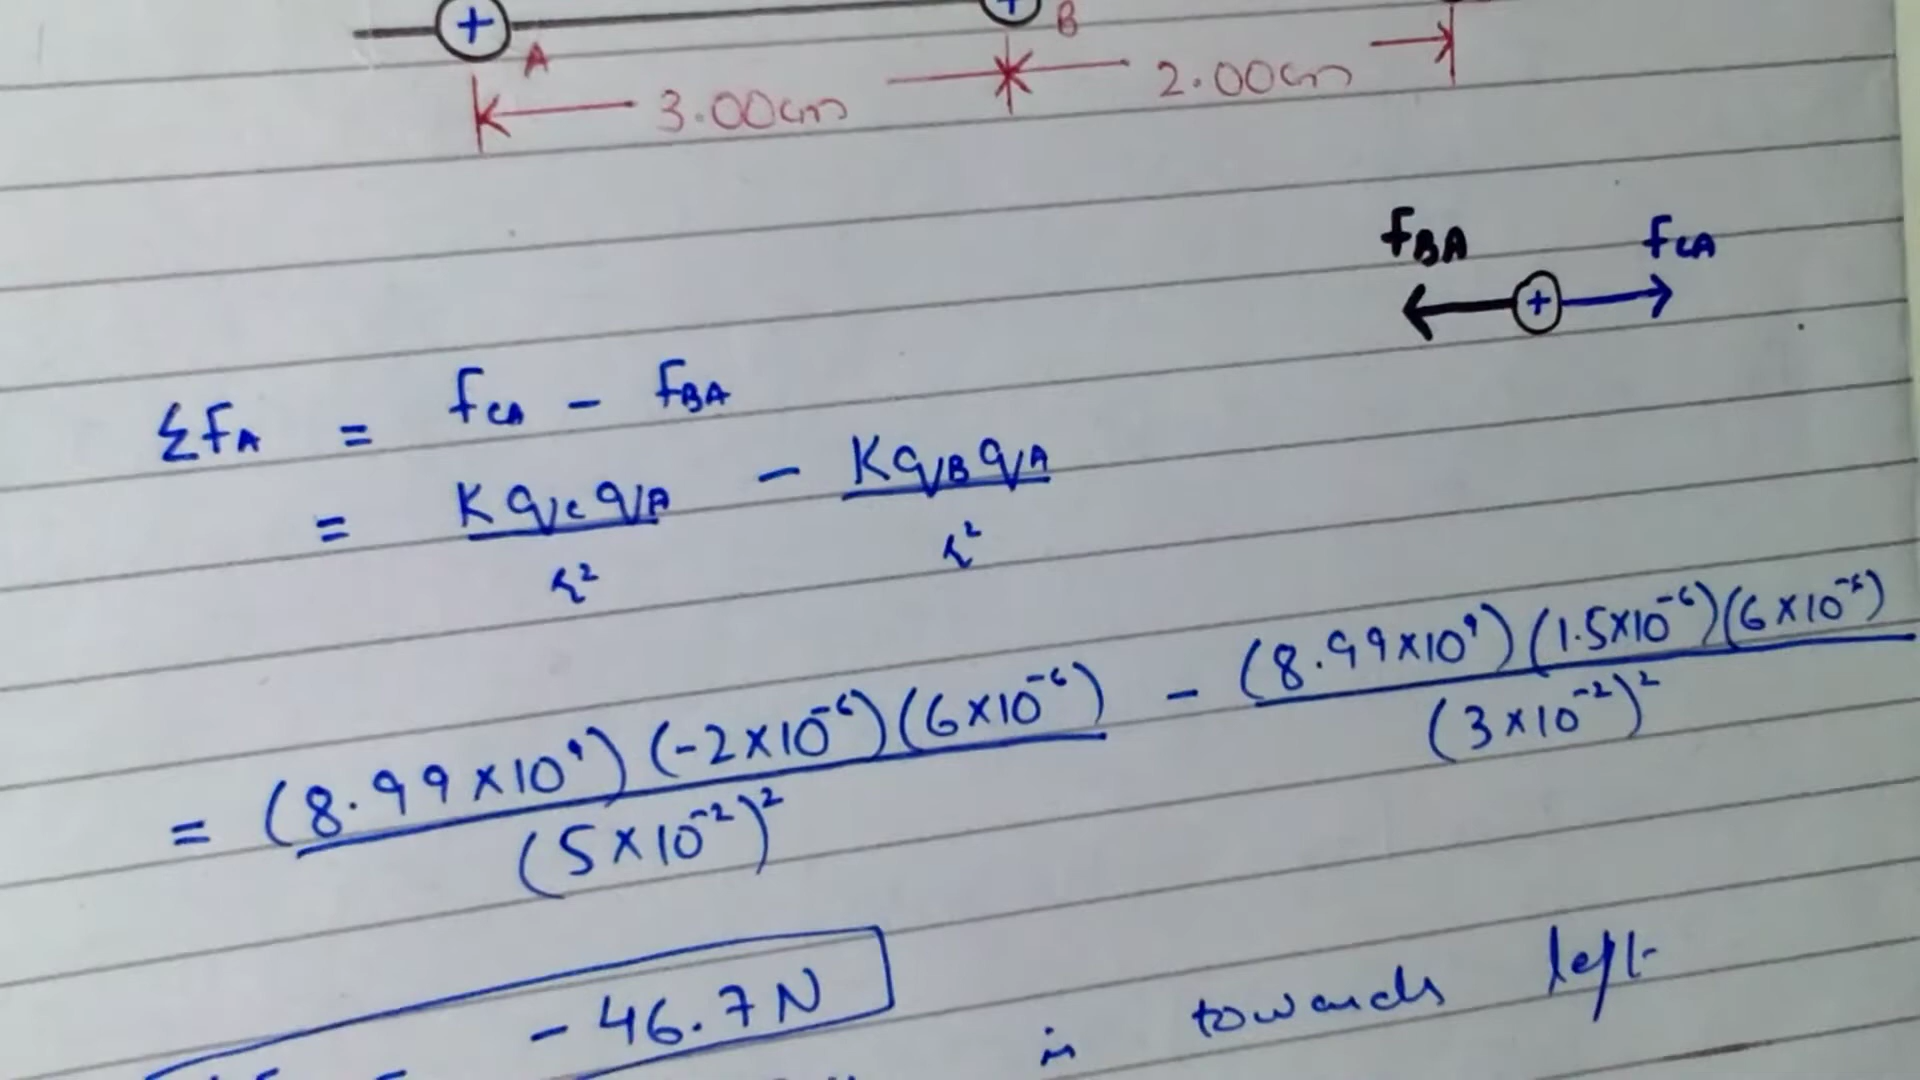 + A + B
3.00cm 2.00cm
fBA fCA
+
ΣFA = fCA - fBA
= KqCqA/r² - KqBqA/r²
= (8.99×10⁹)(-2×10⁻⁶)(6×10⁻⁶)/(5×10⁻²)² - (8.99×10⁹)(1.5×10⁻⁶)(6×10⁻⁶)/(3×10⁻²)²
- 46.7N
is towards left